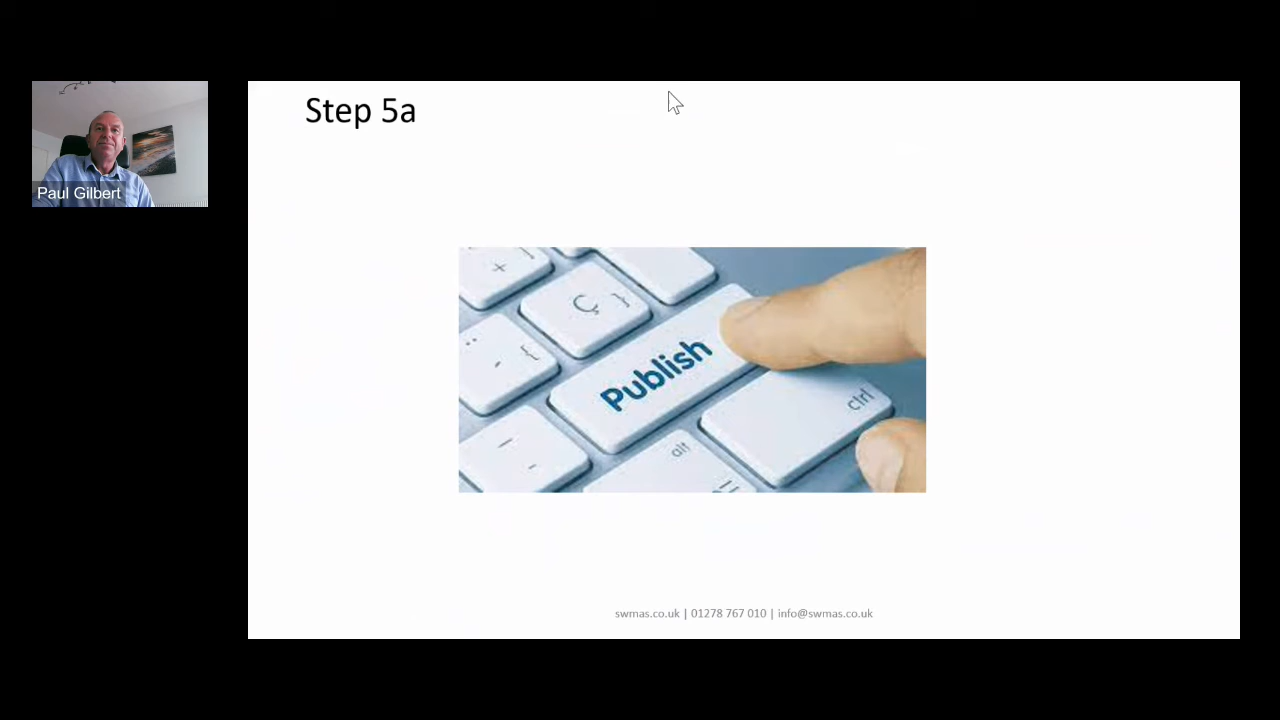 Step 5a
Paul Gilbert
+
Ç }
¨ {
Publish
ctrl
alt
swmas.co.uk | 01278 767 010 | info@swmas.co.uk